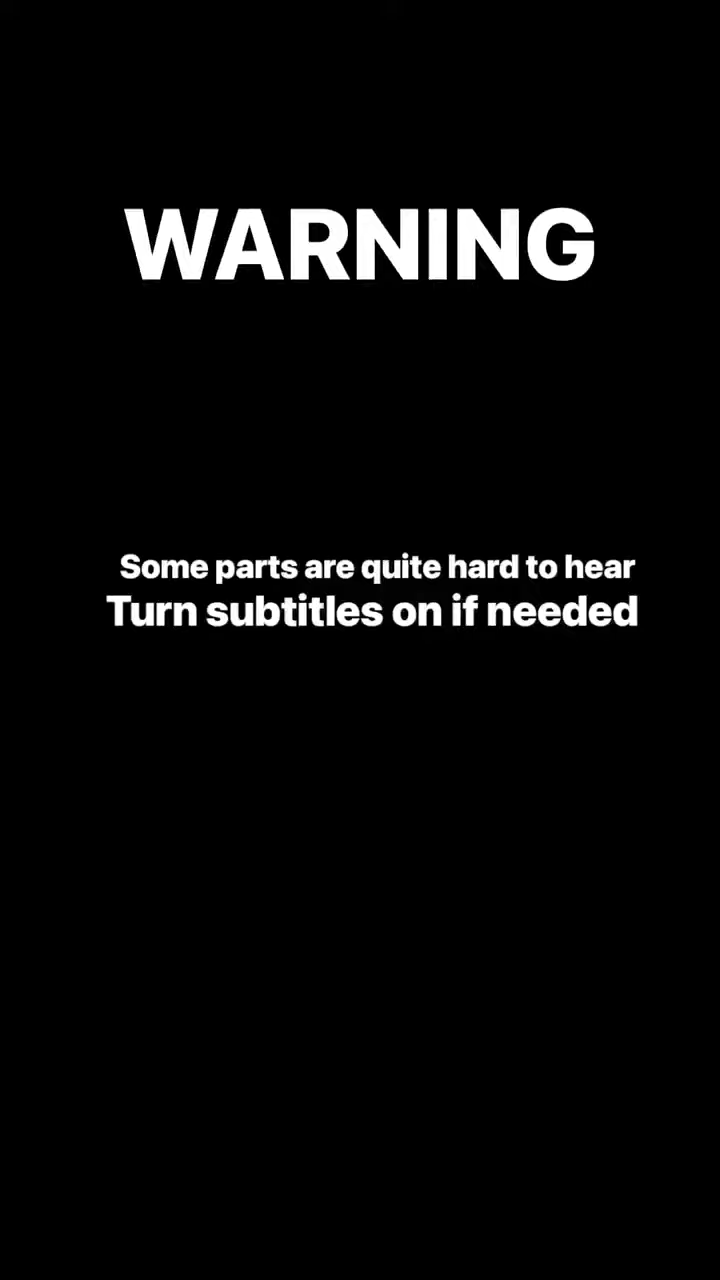 WARNING
Some parts are quite hard to hear
Turn subtitles on if needed